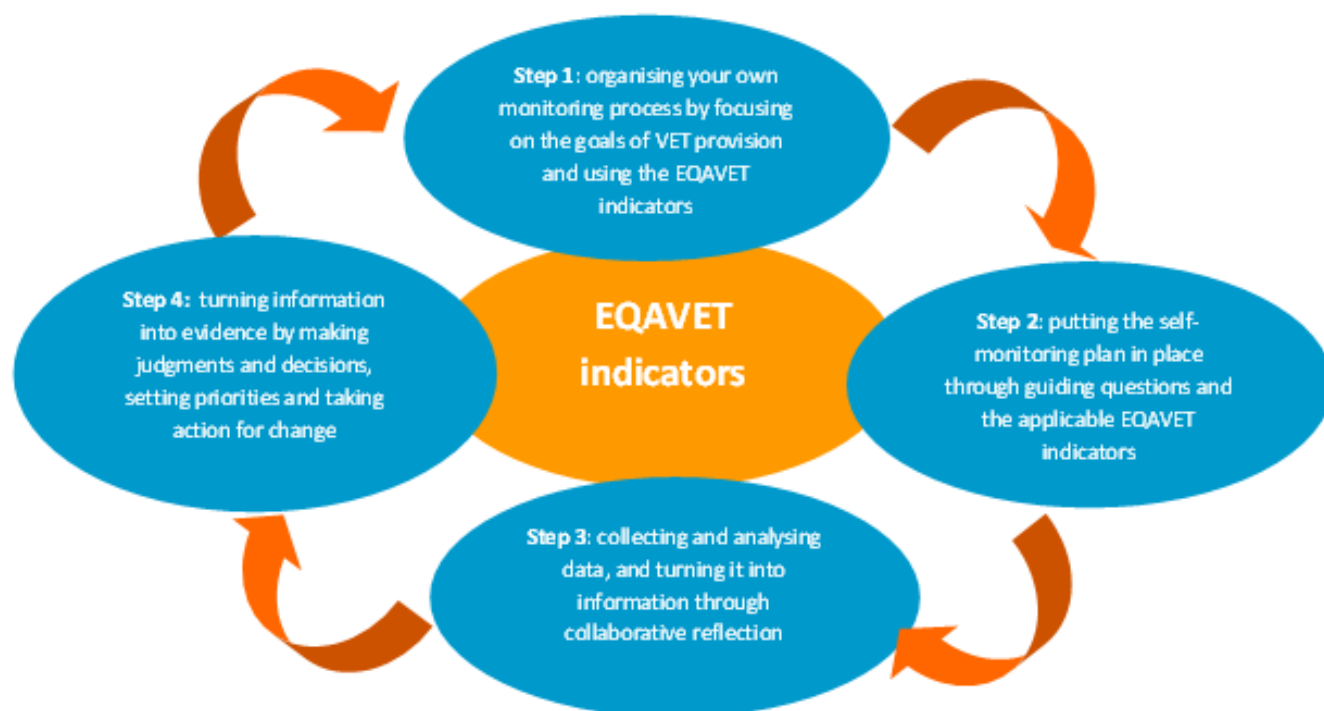 Step 1: organising your own
monitoring process by focusing
on the goals of VET provision
and using the EQAVET
indicators
Step 2: putting the self-
monitoring plan in place
through guiding questions and
the applicable EQAVET
indicators
Step 3: collecting and analysing
data, and turning it into
information through
collaborative reflection
Step 4: turning information
into evidence by making
judgments and decisions,
setting priorities and taking
action for change
EQAVET
indicators